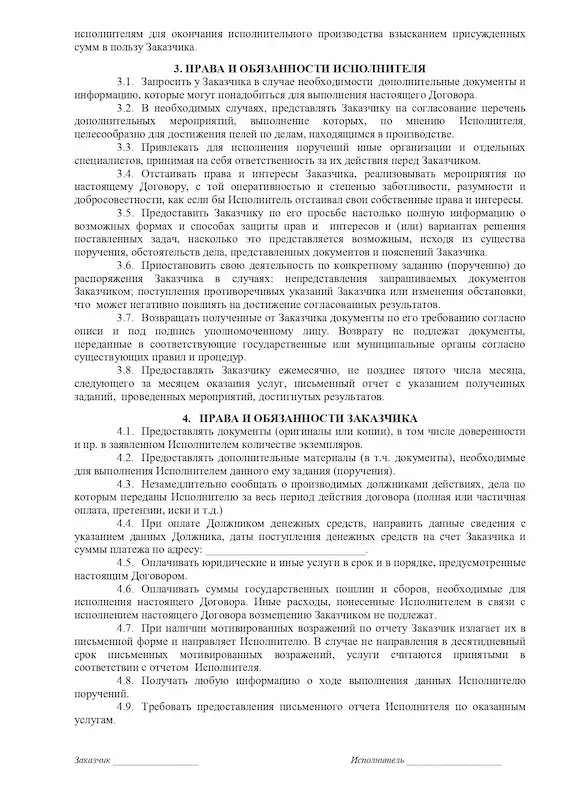 исполнителям для окончания исполнительного производства взысканием присужденных
сумм в пользу Заказчика.
3. ПРАВА И ОБЯЗАННОСТИ ИСПОЛНИТЕЛЯ
3.1. Запросить у Заказчика в случае необходимости дополнительные документы и
информацию, которые могут понадобиться для выполнения настоящего Договора.
3.2. В необходимых случаях, представлять Заказчику на согласование перечень
дополнительных мероприятий, выполнение которых, по мнению Исполнителя,
целесообразно для достижения целей по делам, находящимся в производстве.
3.3. Привлекать для исполнения поручений иные организации и отдельных
специалистов, принимая на себя ответственность за их действия перед Заказчиком.
3.4. Отстаивать права и интересы Заказчика, реализовывать мероприятия по
настоящему Договору, с той оперативностью и степенью заботливости, разумности и
добросовестности, как если бы Исполнитель отстаивал свои собственные права и интересы.
3.5. Предоставить Заказчику по его просьбе настолько полную информацию о
возможных формах и способах защиты прав и интересов и (или) вариантах решения
поставленных задач, насколько это представляется возможным, исходя из существа
поручения, обстоятельств дела, представленных документов и пояснений Заказчика.
3.6. Приостановить свою деятельность по конкретному заданию (поручению) до
распоряжения Заказчика в случаях: непредставления запрашиваемых документов
Заказчиком; поступления противоречивых указаний Заказчика или изменения обстановки,
что может негативно повлиять на достижение согласованных результатов.
3.7. Возвращать полученные от Заказчика документы по его требованию согласно
описи и под подпись уполномоченному лицу. Возврату не подлежат документы,
переданные в соответствующие государственные или муниципальные органы согласно
существующих правил и процедур.
3.8. Предоставлять Заказчику ежемесячно, не позднее пятого числа месяца,
следующего за месяцем оказания услуг, письменный отчет с указанием полученных
заданий, проведенных мероприятий, достигнутых результатов.
4. ПРАВА И ОБЯЗАННОСТИ ЗАКАЗЧИКА
4.1. Предоставлять документы (оригиналы или копии), в том числе доверенности
и пр. в заявленном Исполнителем количестве экземпляров.
4.2. Предоставлять дополнительные материалы (в т.ч. документы), необходимые
для выполнения Исполнителем данного ему задания (поручения).
4.3. Незамедлительно сообщать о производимых должниками действиях, дела по
которым переданы Исполнителю за весь период действия договора (полная или частичная
оплата, претензии, иски и т.д.)
4.4. При оплате Должником денежных средств, направить данные сведения с
указанием данных Должника, даты поступления денежных средств на счет Заказчика и
суммы платежа по адресу: ______________________________.
4.5. Оплачивать юридические и иные услуги в срок и в порядке, предусмотренные
настоящим Договором.
4.6. Оплачивать суммы государственных пошлин и сборов, необходимые для
исполнения настоящего Договора. Иные расходы, понесенные Исполнителем в связи с
исполнением настоящего Договора возмещению Заказчиком не подлежат.
4.7. При наличии мотивированных возражений по отчету Заказчик излагает их в
письменной форме и направляет Исполнителю. В случае не направления в десятидневный
срок письменных мотивированных возражений, услуги считаются принятыми в
соответствии с отчетом Исполнителя.
4.8. Получать любую информацию о ходе выполнения данных Исполнителю
поручений.
4.9. Требовать предоставления письменного отчета Исполнителя по оказанным
услугам.
Заказчик __________________ Исполнитель ____________________